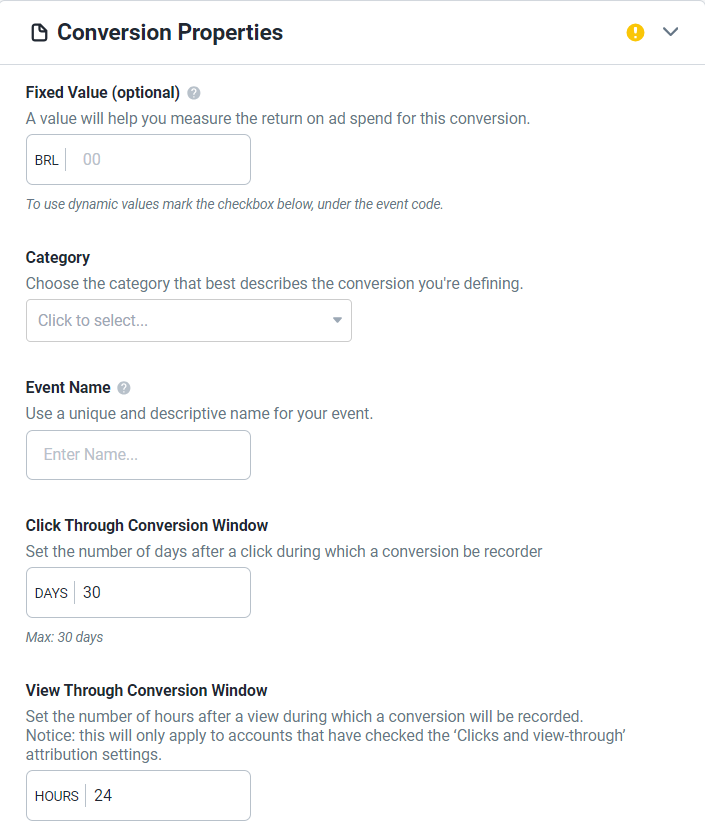 Conversion Properties
Fixed Value (optional)
A value will help you measure the return on ad spend for this conversion.
BRL 00
To use dynamic values mark the checkbox below, under the event code.
Category
Choose the category that best describes the conversion you're defining.
Click to select...
Event Name
Use a unique and descriptive name for your event.
Enter Name...
Click Through Conversion Window
Set the number of days after a click during which a conversion be recorder
DAYS 30
Max: 30 days
View Through Conversion Window
Set the number of hours after a view during which a conversion will be recorded.
Notice: this will only apply to accounts that have checked the ‘Clicks and view-through’
attribution settings.
HOURS 24